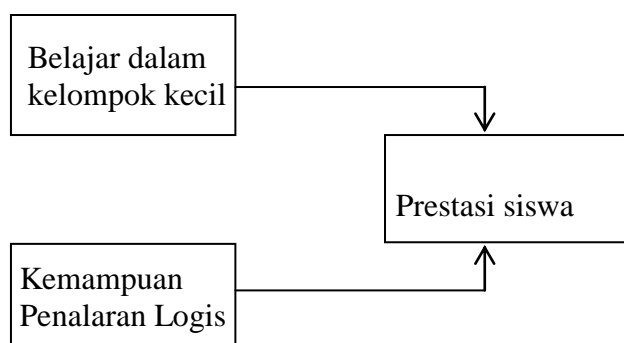 Belajar dalam
kelompok kecil
Prestasi siswa
Kemampuan
Penalaran Logis